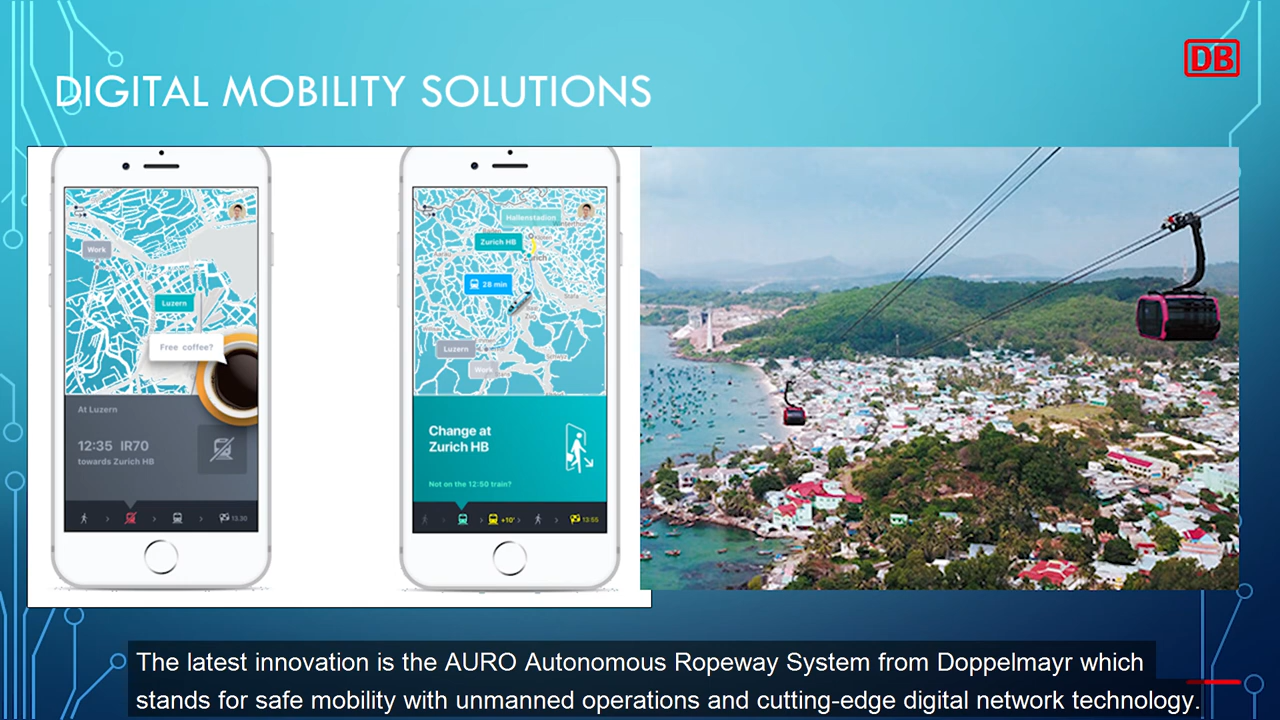 DIGITAL MOBILITY SOLUTIONS
DB
Work
Luzern
Free coffee?
At Luzern
12:35 IR70
towards Zurich HB
13.30
Hallenstadion
Zurich HB
Aarau
28 min
Stafa
Luzern
Schwyz
Work
Change at
Zurich HB
Not on the 12:50 train?
+10'
13:55
The latest innovation is the AURO Autonomous Ropeway System from Doppelmayr which
stands for safe mobility with unmanned operations and cutting-edge digital network technology.